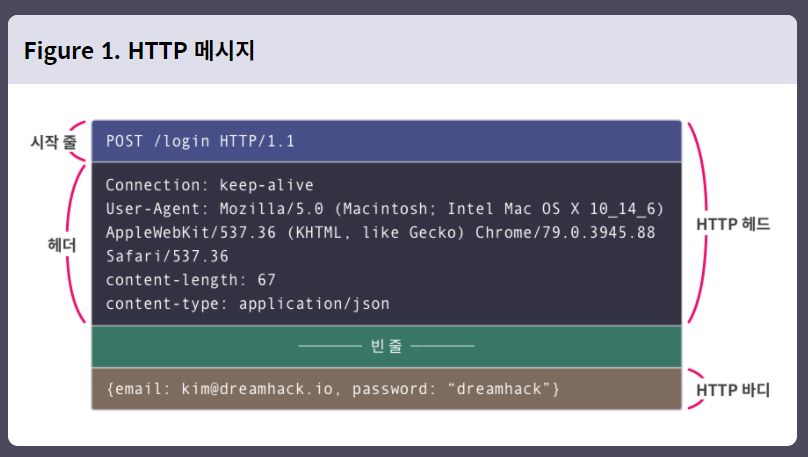 Figure 1. HTTP 메시지
시작 줄
POST /login HTTP/1.1
헤더
Connection: keep-alive
User-Agent: Mozilla/5.0 (Macintosh; Intel Mac OS X 10_14_6)
AppleWebKit/537.36 (KHTML, like Gecko) Chrome/79.0.3945.88
Safari/537.36
content-length: 67
content-type: application/json
HTTP 헤드
빈 줄
{email: kim@dreamhack.io, password: “dreamhack”}
HTTP 바디